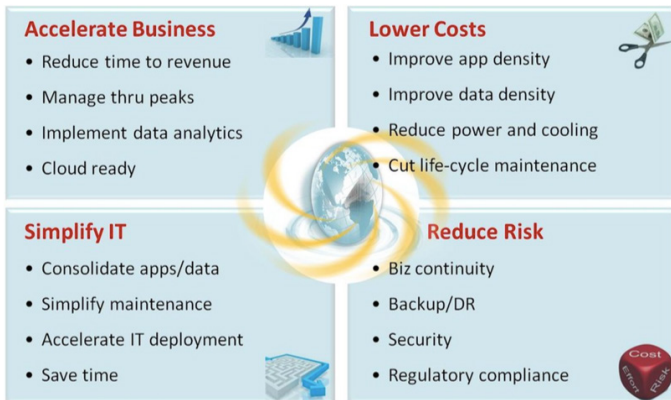 Accelerate Business
• Reduce time to revenue
• Manage thru peaks
• Implement data analytics
• Cloud ready
Lower Costs
• Improve app density
• Improve data density
• Reduce power and cooling
• Cut life-cycle maintenance
Simplify IT
• Consolidate apps/data
• Simplify maintenance
• Accelerate IT deployment
• Save time
Reduce Risk
• Biz continuity
• Backup/DR
• Security
• Regulatory compliance
Cost
Effort
Risk